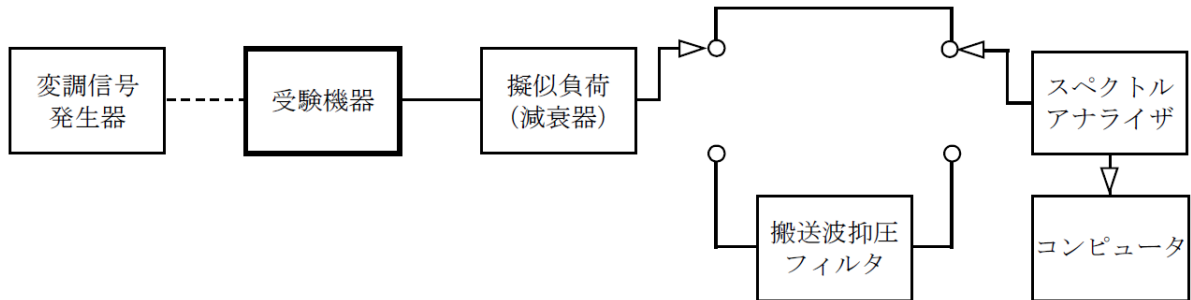 変調信号
発生器
受験機器
擬似負荷
（減衰器）
スペクトル
アナライザ
搬送波抑圧
フィルタ
コンピュータ